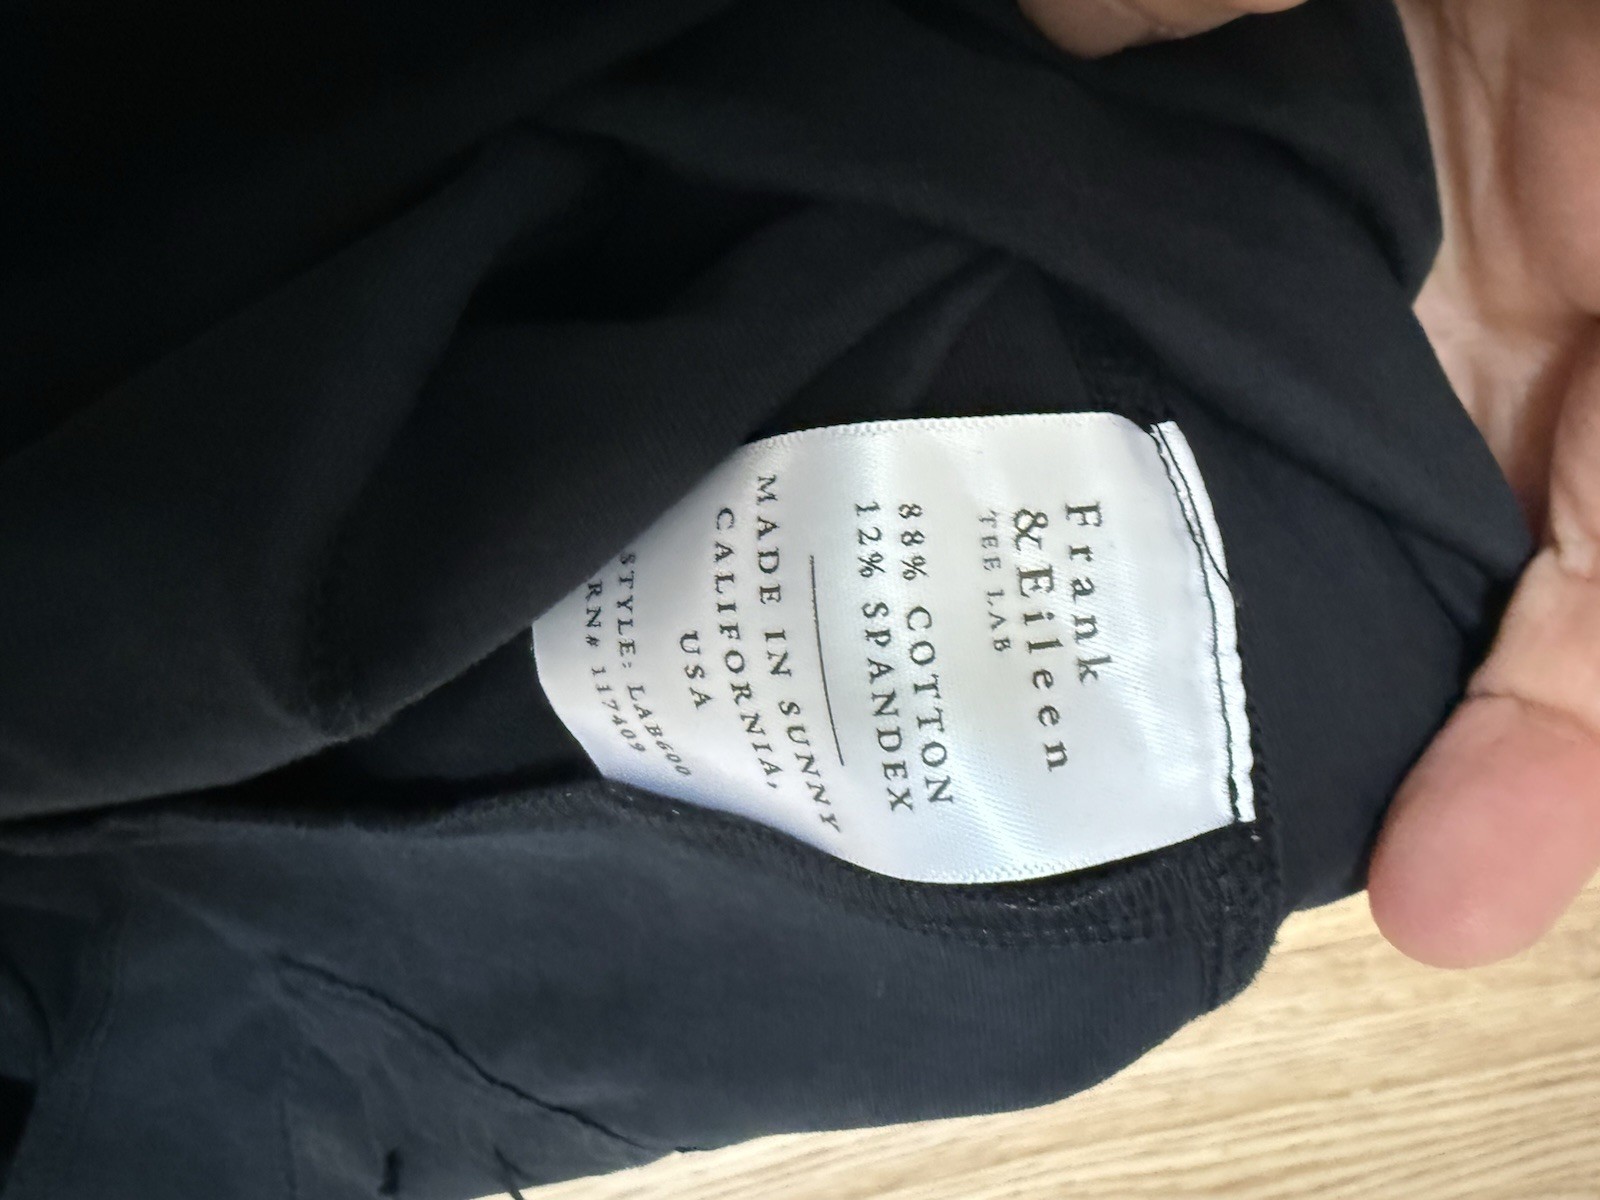 Frank
&Eileen
TEE LAB
88% COTTON
12% SPANDEX
MADE IN SUNNY
CALIFORNIA,
USA
STYLE: LAB600
RN# 117409